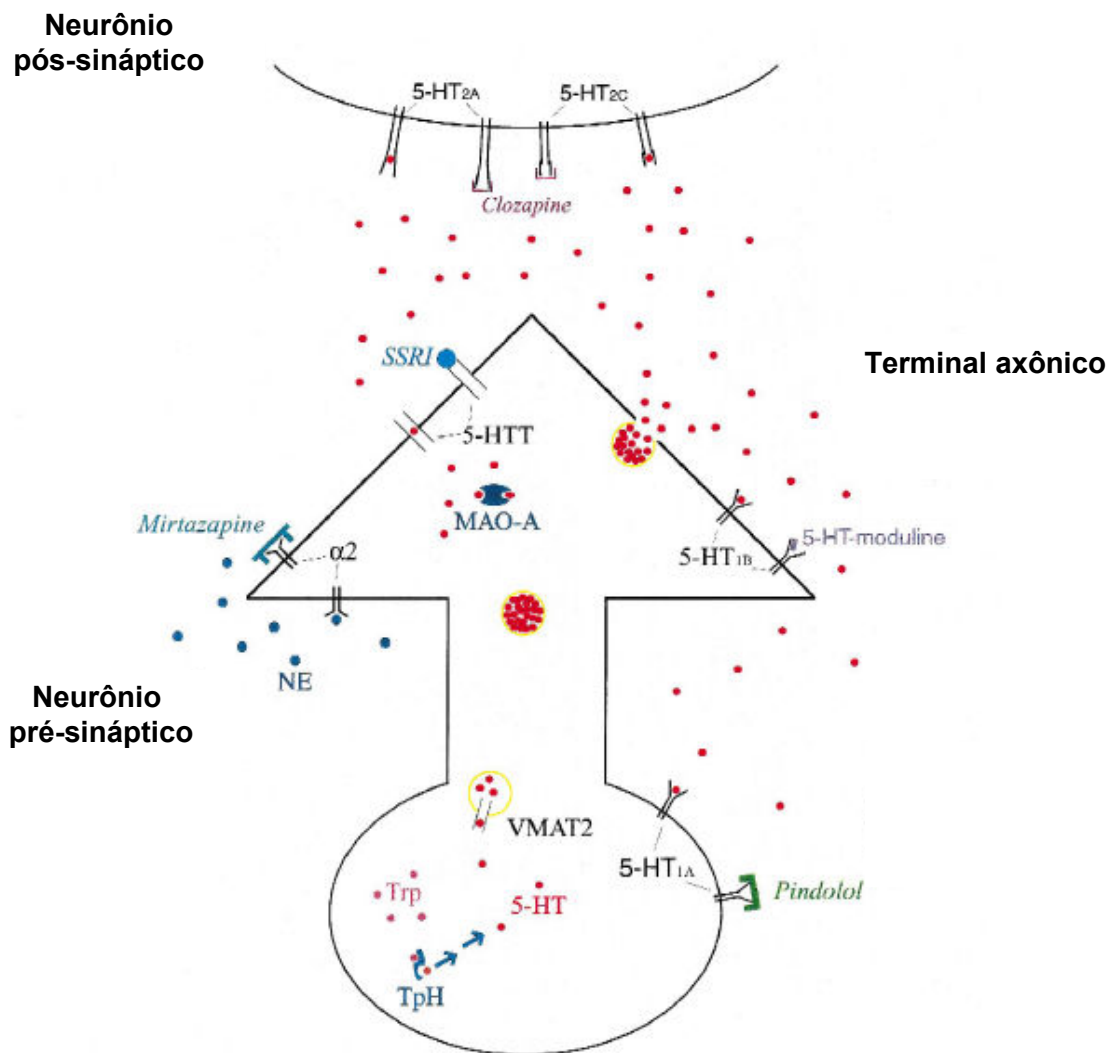 Neurônio
pós-sináptico
5-HT2A
5-HT2C
Clozapine
SSRI
Terminal axônico
5-HTT
MAO-A
Mirtazapine
α2
5-HT-moduline
5-HT1B
NE
Neurônio
pré-sináptico
VMAT2
5-HT1A
Trp
5-HT
Pindolol
TpH